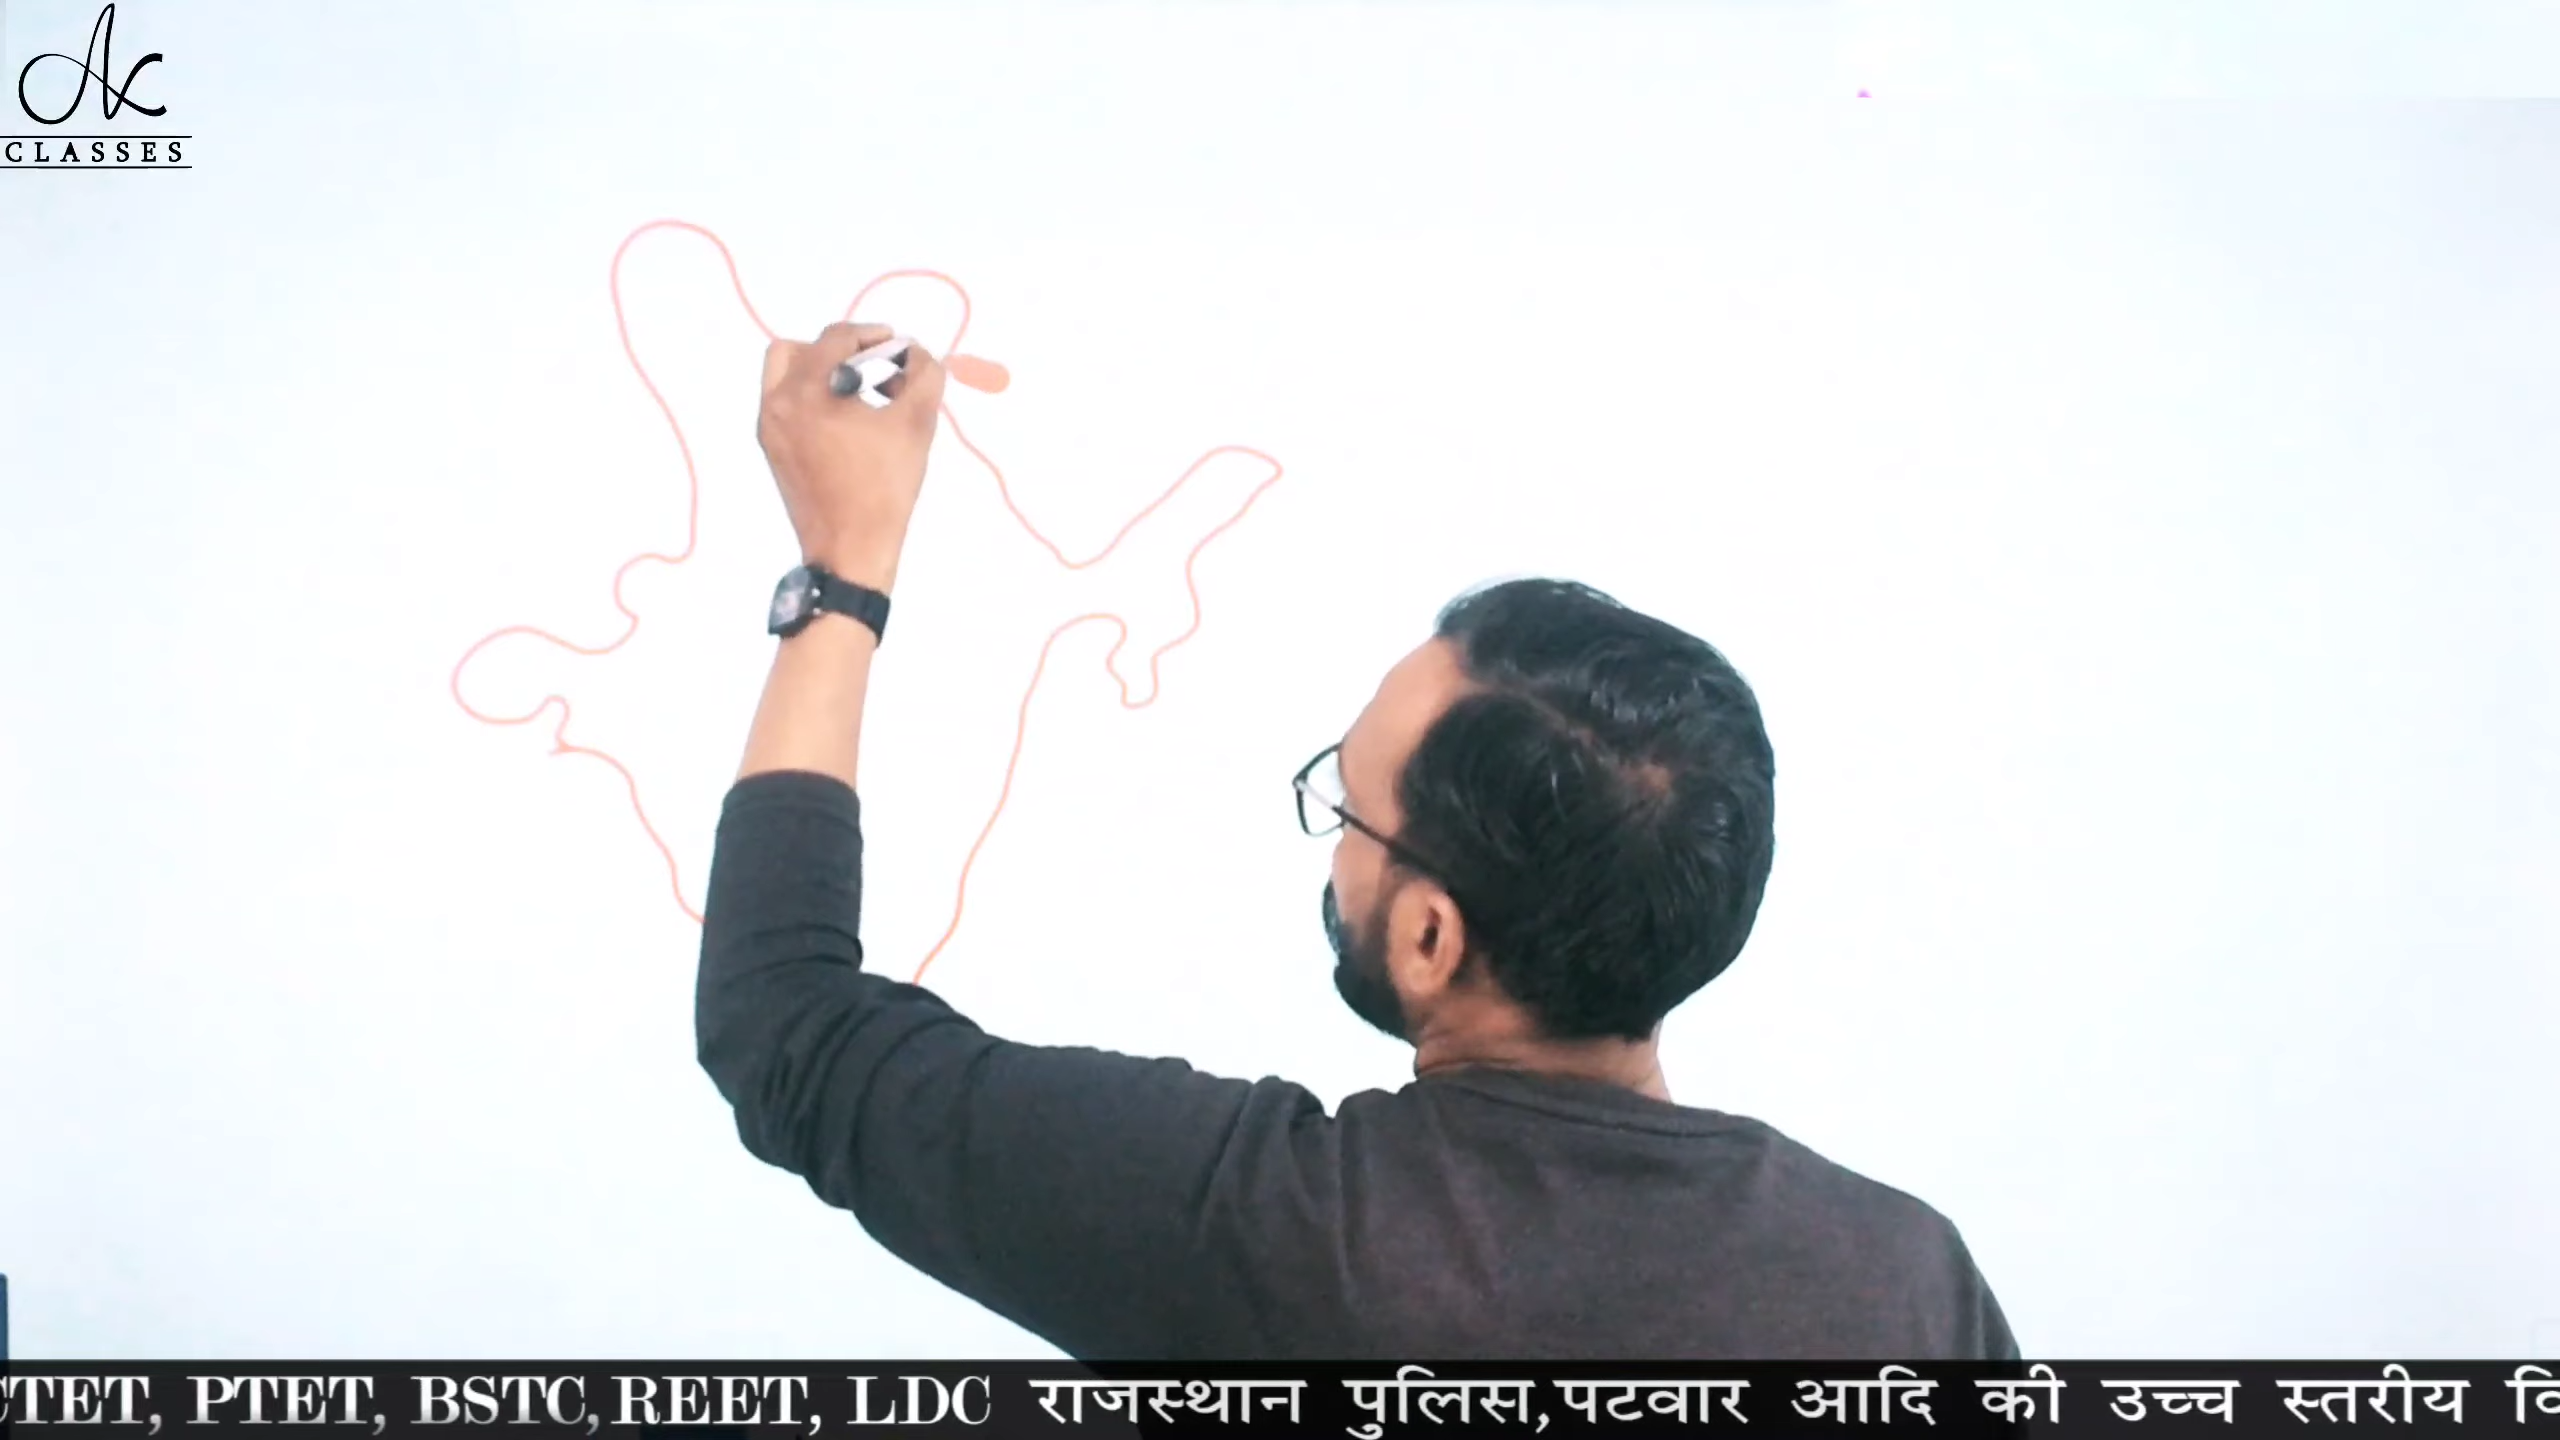 AK
CLASSES
CTET, PTET, BSTC, REET, LDC राजस्थान पुलिस,पटवार आदि की उच्च स्तरीय